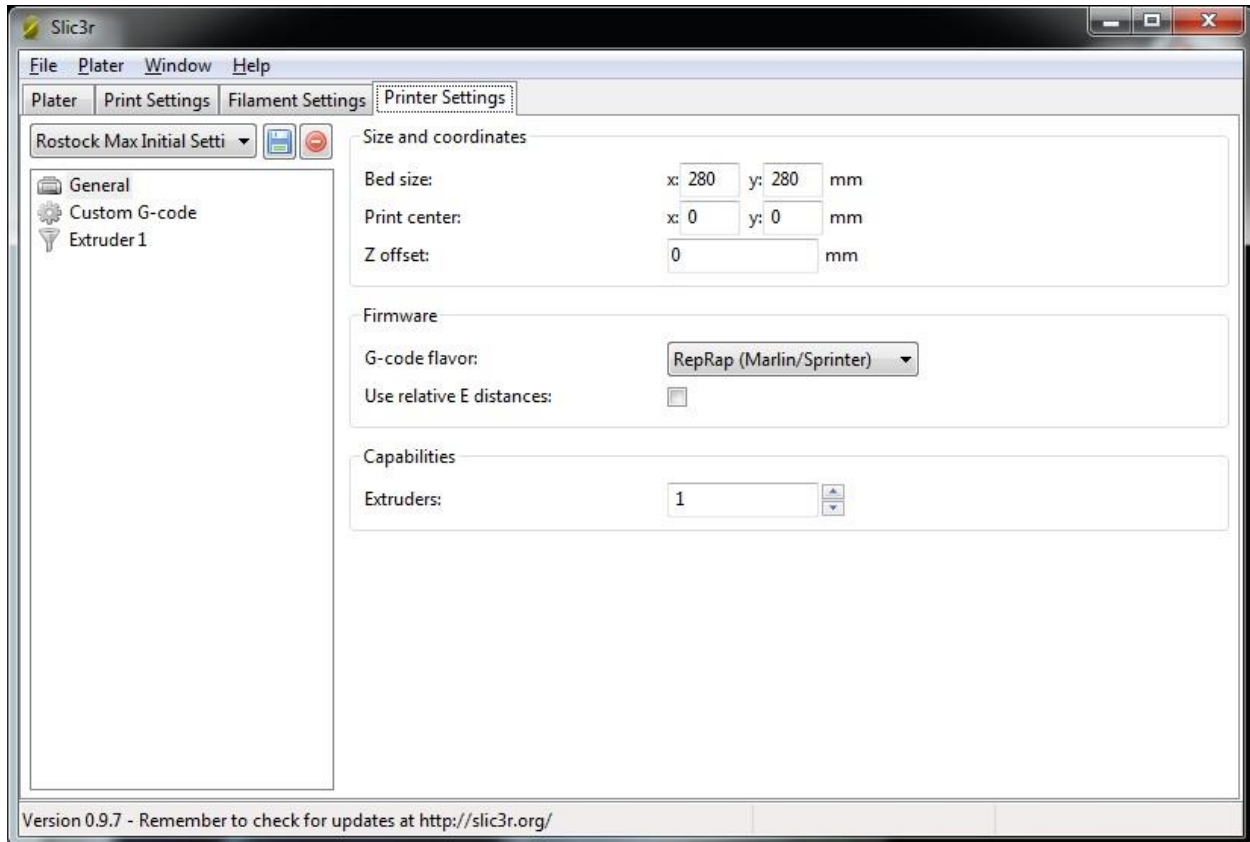 Slic3r
File Plater Window Help
Plater Print Settings Filament Settings Printer Settings
Rostock Max Initial Setti
General
Custom G-code
Extruder 1
Size and coordinates
Bed size: x: 280 y: 280 mm
Print center: x: 0 y: 0 mm
Z offset: 0 mm
Firmware
G-code flavor: RepRap (Marlin/Sprinter)
Use relative E distances:
Capabilities
Extruders: 1
Version 0.9.7 - Remember to check for updates at http://slic3r.org/